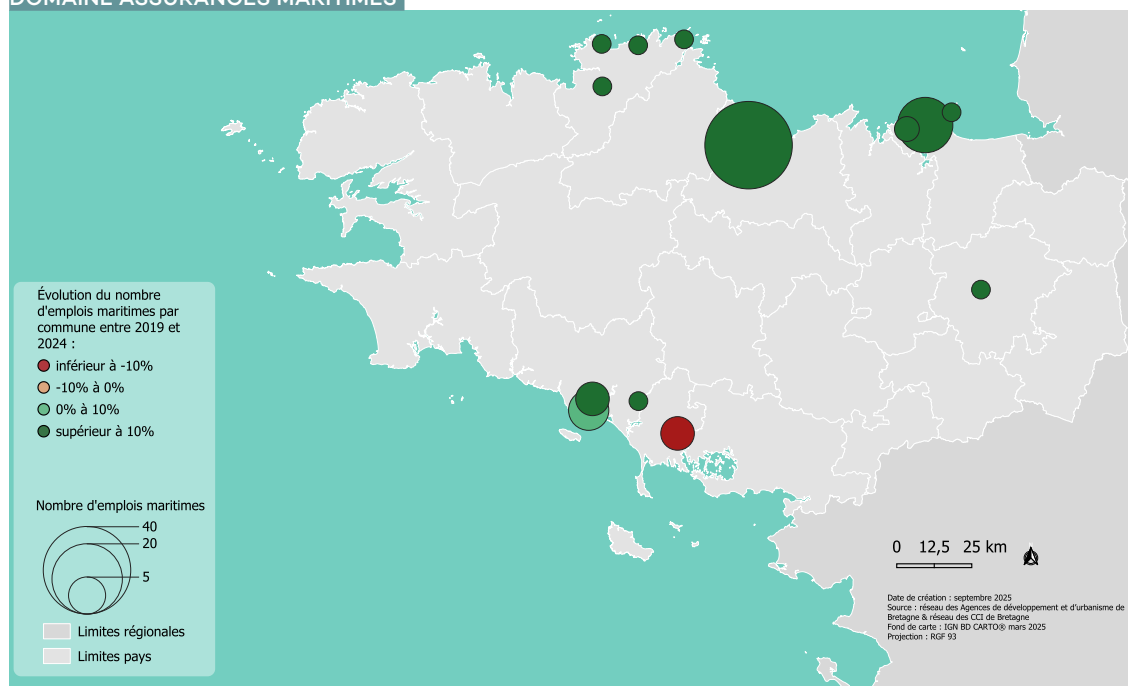 DOMAINE ASSURANCES MARITIMES
Évolution du nombre
d'emplois maritimes par
commune entre 2019 et
2024 :
inférieur à -10%
-10% à 0%
0% à 10%
supérieur à 10%
Nombre d'emplois maritimes
40
20
5
Limites régionales
Limites pays
0 12,5 25 km
Date de création : septembre 2025
Source : réseau des Agences de développement et d'urbanisme de
Bretagne & réseau des CCI de Bretagne
Fond de carte : IGN BD CARTO® mars 2025
Projection : RGF 93